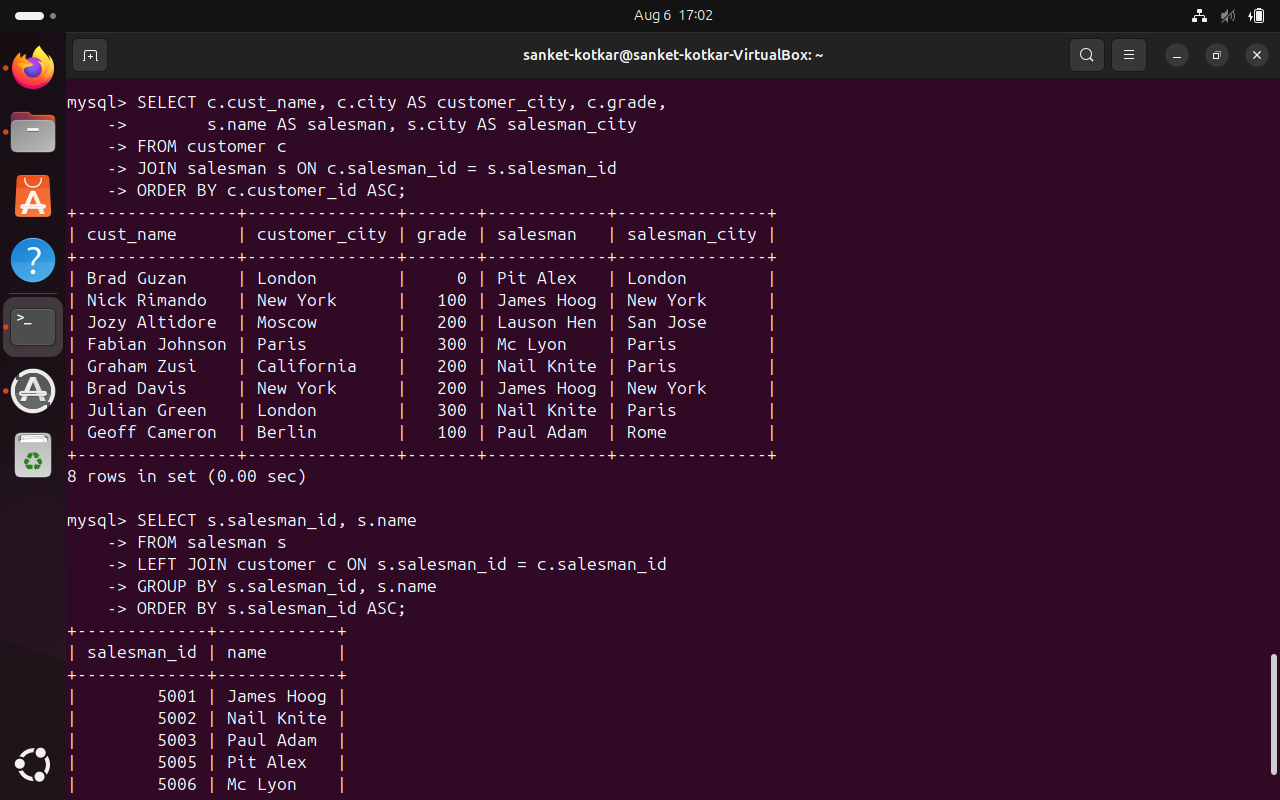 Aug 6 17:02
sanket-kotkar@sanket-kotkar-VirtualBox: ~
mysql> SELECT c.cust_name, c.city AS customer_city, c.grade,
    ->        s.name AS salesman, s.city AS salesman_city
    -> FROM customer c
    -> JOIN salesman s ON c.salesman_id = s.salesman_id
    -> ORDER BY c.customer_id ASC;
+----------------+---------------+-------+------------+---------------+
| cust_name      | customer_city | grade | salesman   | salesman_city |
+----------------+---------------+-------+------------+---------------+
| Brad Guzan     | London        |     0 | Pit Alex   | London        |
| Nick Rimando   | New York      |   100 | James Hoog | New York      |
| Jozy Altidore  | Moscow        |   200 | Lauson Hen | San Jose      |
| Fabian Johnson | Paris         |   300 | Mc Lyon    | Paris         |
| Graham Zusi    | California    |   200 | Nail Knite | Paris         |
| Brad Davis     | New York      |   200 | James Hoog | New York      |
| Julian Green   | London        |   300 | Nail Knite | Paris         |
| Geoff Cameron  | Berlin        |   100 | Paul Adam  | Rome          |
+----------------+---------------+-------+------------+---------------+
8 rows in set (0.00 sec)
mysql> SELECT s.salesman_id, s.name
    -> FROM salesman s
    -> LEFT JOIN customer c ON s.salesman_id = c.salesman_id
    -> GROUP BY s.salesman_id, s.name
    -> ORDER BY s.salesman_id ASC;
+-------------+------------+
| salesman_id | name       |
+-------------+------------+
|        5001 | James Hoog |
|        5002 | Nail Knite |
|        5003 | Paul Adam  |
|        5005 | Pit Alex   |
|        5006 | Mc Lyon    |